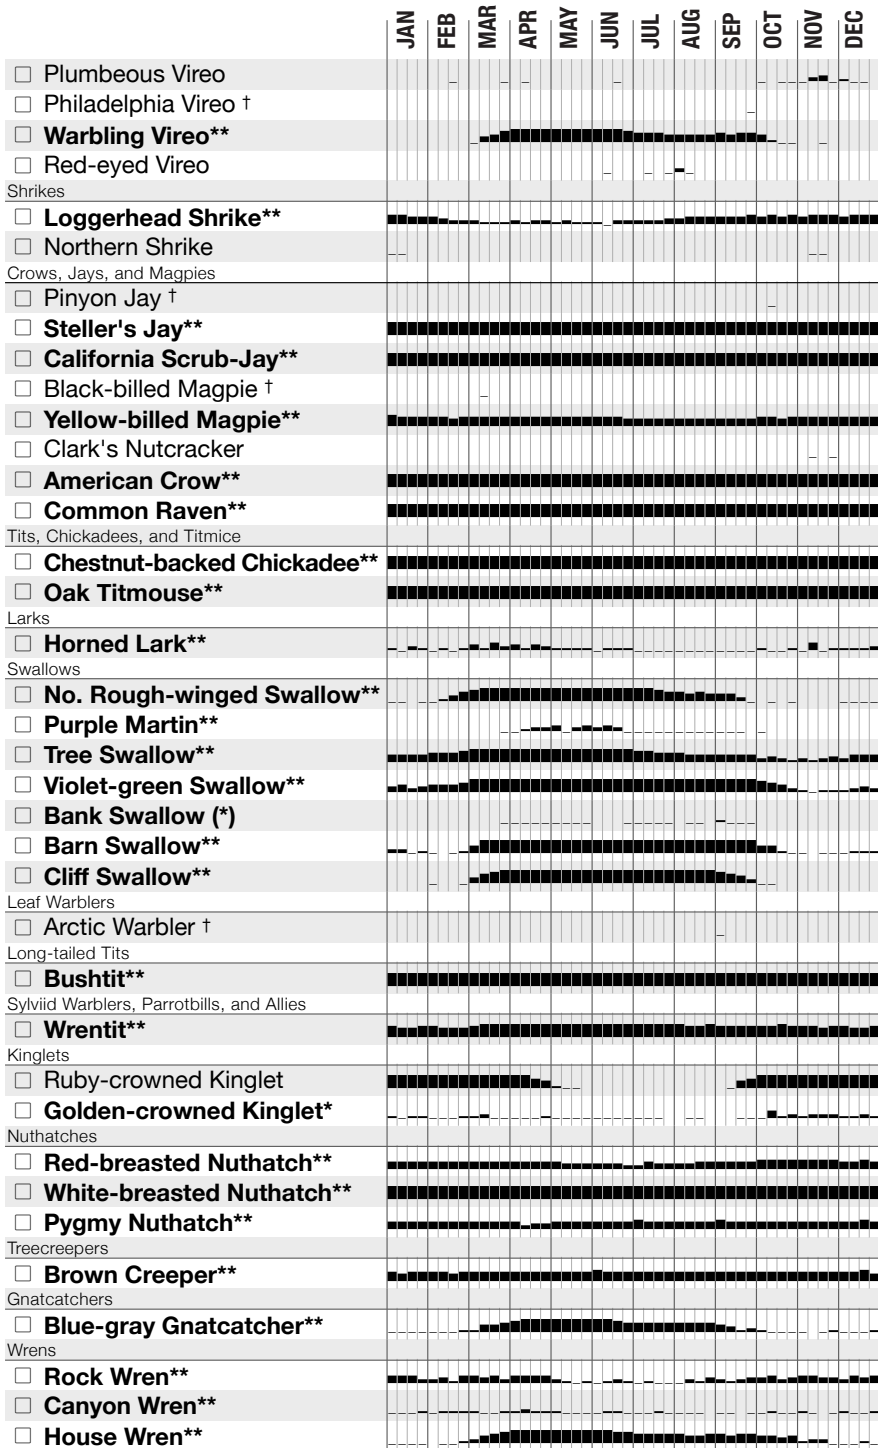 JAN FEB MAR APR MAY JUN JUL AUG SEP OCT NOV DEC
Plumbeous Vireo
Philadelphia Vireo †
Warbling Vireo**
Red-eyed Vireo
Shrikes
Loggerhead Shrike**
Northern Shrike
Crows, Jays, and Magpies
Pinyon Jay †
Steller's Jay**
California Scrub-Jay**
Black-billed Magpie †
Yellow-billed Magpie**
Clark's Nutcracker
American Crow**
Common Raven**
Tits, Chickadees, and Titmice
Chestnut-backed Chickadee**
Oak Titmouse**
Larks
Horned Lark**
Swallows
No. Rough-winged Swallow**
Purple Martin**
Tree Swallow**
Violet-green Swallow**
Bank Swallow (*)
Barn Swallow**
Cliff Swallow**
Leaf Warblers
Arctic Warbler †
Long-tailed Tits
Bushtit**
Sylviid Warblers, Parrotbills, and Allies
Wrentit**
Kinglets
Ruby-crowned Kinglet
Golden-crowned Kinglet*
Nuthatches
Red-breasted Nuthatch**
White-breasted Nuthatch**
Pygmy Nuthatch**
Treecreepers
Brown Creeper**
Gnatcatchers
Blue-gray Gnatcatcher**
Wrens
Rock Wren**
Canyon Wren**
House Wren**